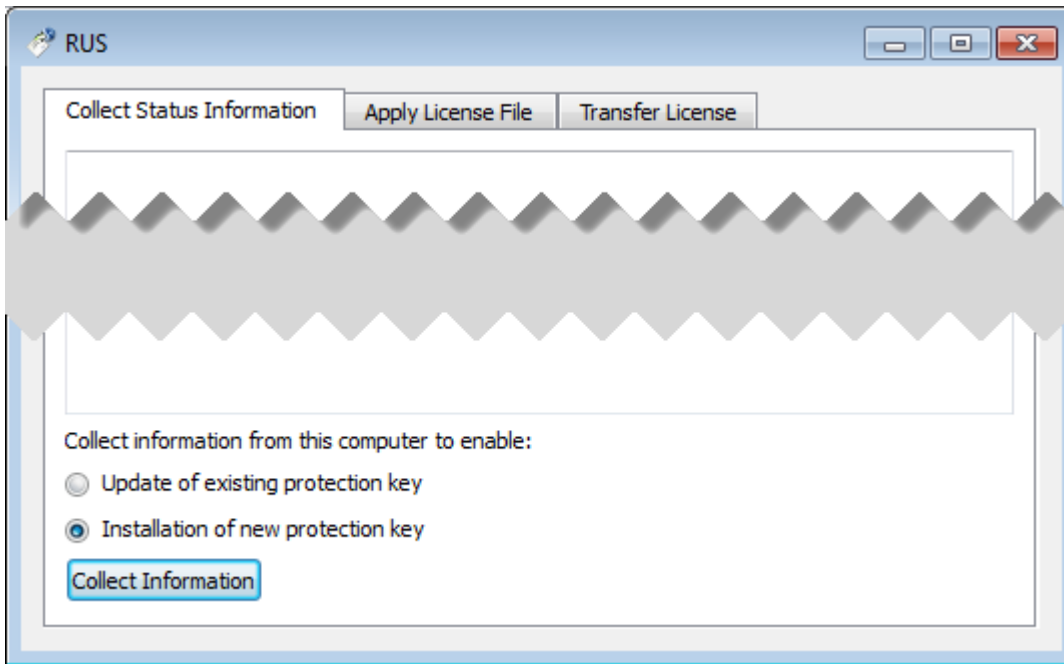 RUS
Collect Status Information
Apply License File
Transfer License
Collect information from this computer to enable:
Update of existing protection key
Installation of new protection key
Collect Information